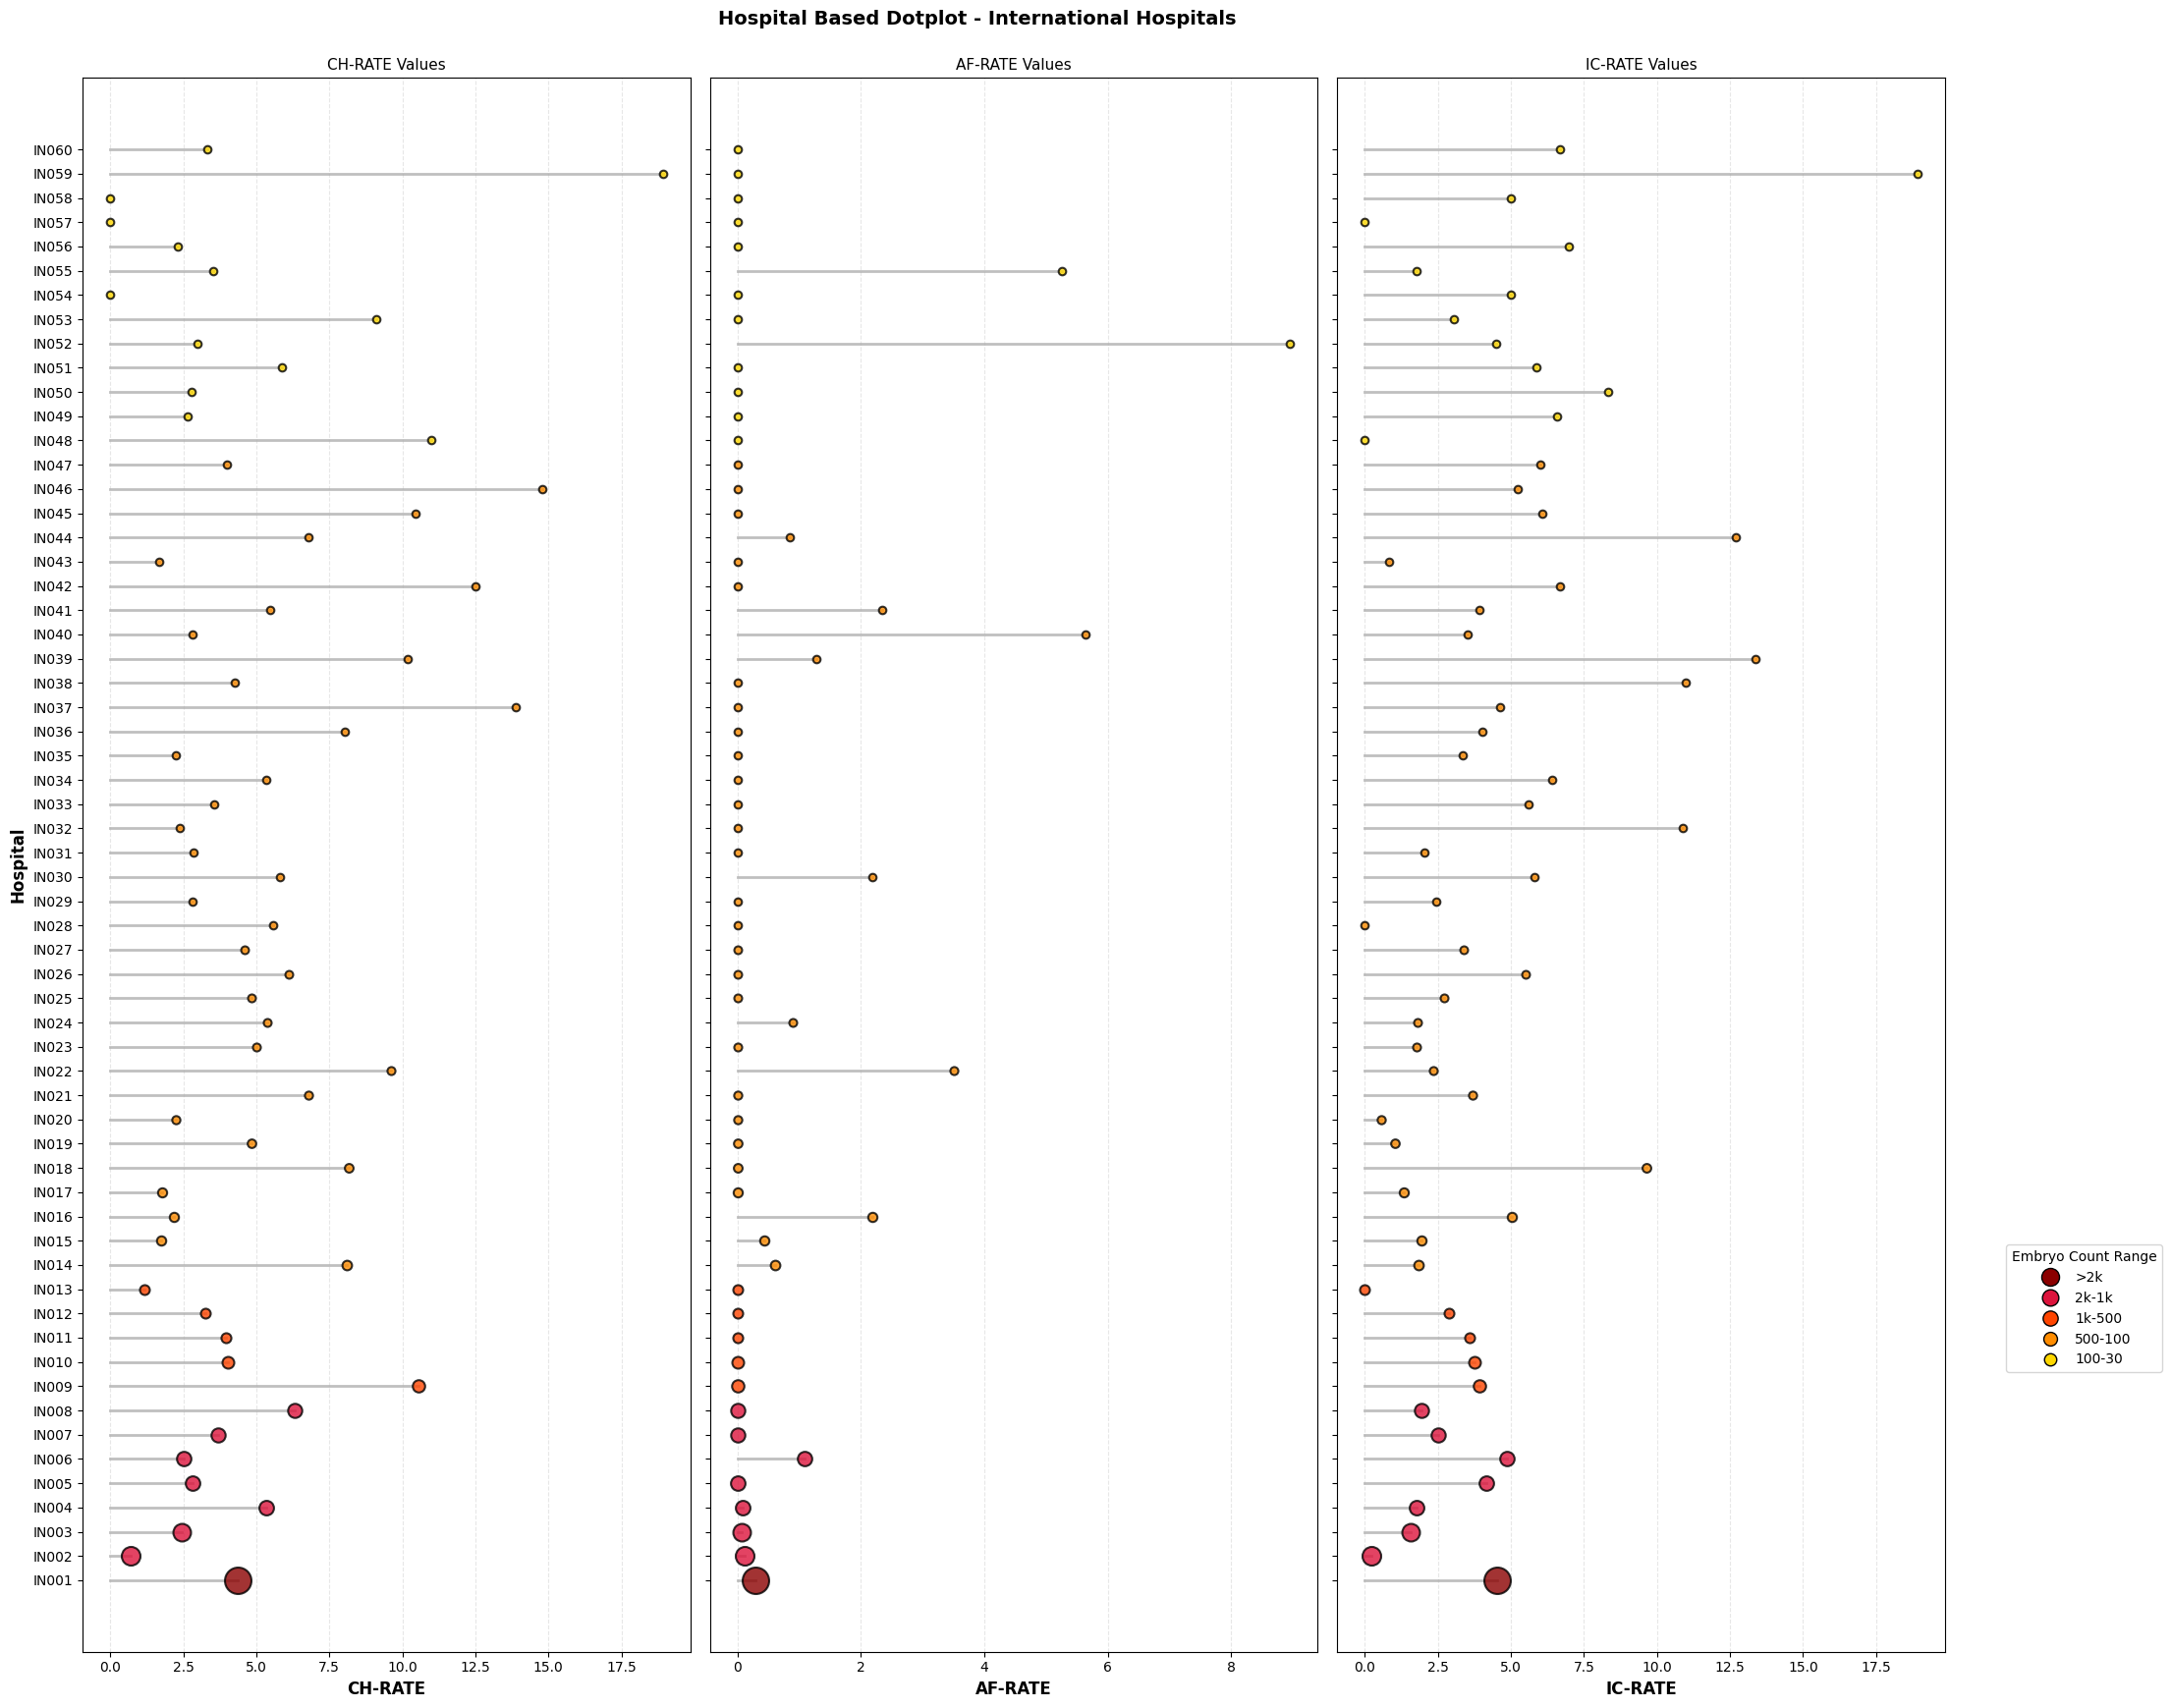 Hospital Based Dotplot - International Hospitals
CH-RATE Values
AF-RATE Values
IC-RATE Values
Hospital
IN060
IN059
IN058
IN057
IN056
IN055
IN054
IN053
IN052
IN051
IN050
IN049
IN048
IN047
IN046
IN045
IN044
IN043
IN042
IN041
IN040
IN039
IN038
IN037
IN036
IN035
IN034
IN033
IN032
IN031
IN030
IN029
IN028
IN027
IN026
IN025
IN024
IN023
IN022
IN021
IN020
IN019
IN018
IN017
IN016
IN015
IN014
IN013
IN012
IN011
IN010
IN009
IN008
IN007
IN006
IN005
IN004
IN003
IN002
IN001
0.0 2.5 5.0 7.5 10.0 12.5 15.0 17.5
CH-RATE
0 2 4 6 8
AF-RATE
0.0 2.5 5.0 7.5 10.0 12.5 15.0 17.5
IC-RATE
Embryo Count Range
>2k
2k-1k
1k-500
500-100
100-30